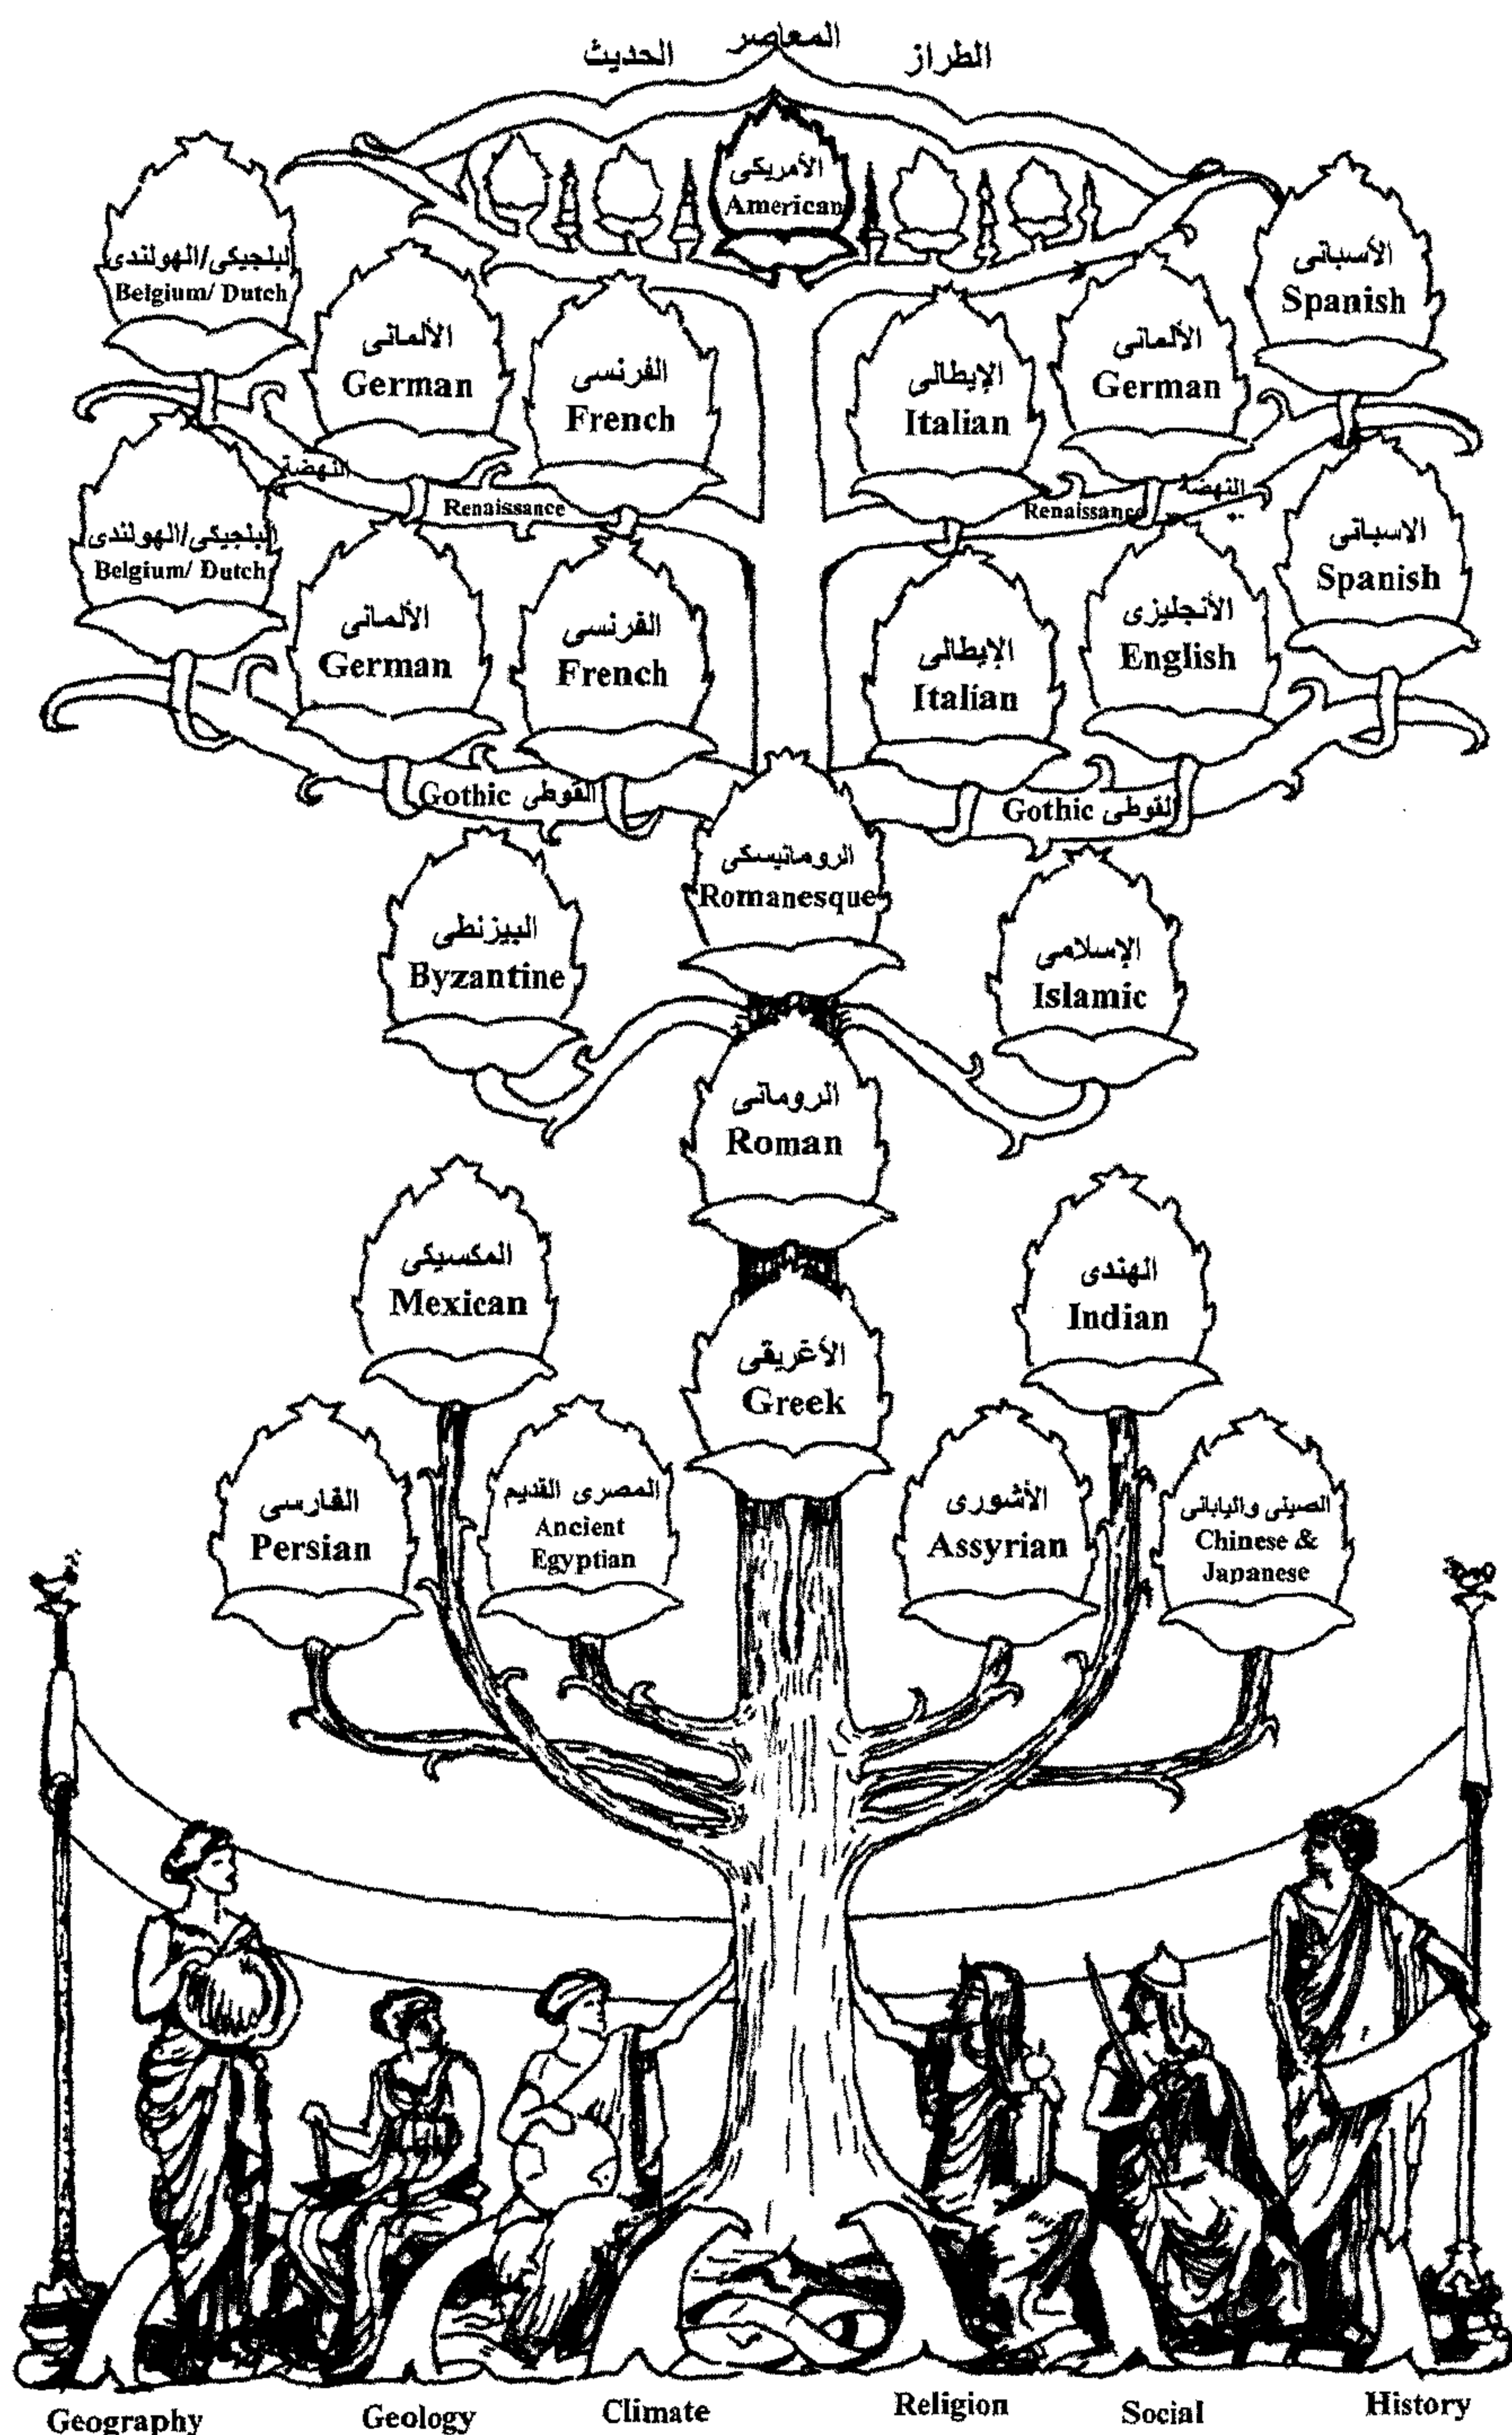 الطراز المعاصر الحديث
الأمريكى
American
البلجيكى/الهولندى
Belgium/ Dutch
الألمانى
German
الفرنسى
French
الإيطالى
Italian
الألمانى
German
الأسبانى
Spanish
النهضة
Renaissance
النهضة
Renaissance
البلجيكى/الهولندى
Belgium/ Dutch
الألمانى
German
الفرنسى
French
الإيطالى
Italian
الأنجليزى
English
الاسبانى
Spanish
Gothic القوطى
Gothic القوطى
البيزنطى
Byzantine
الرومانيسكى
Romanesque
الإسلامى
Islamic
الرومانى
Roman
المكسيكى
Mexican
الأغريقى
Greek
الهندى
Indian
الفارسى
Persian
المصرى القديم
Ancient
Egyptian
الأشورى
Assyrian
الصينى واليابانى
Chinese &
Japanese
Geography
Geology
Climate
Religion
Social
History